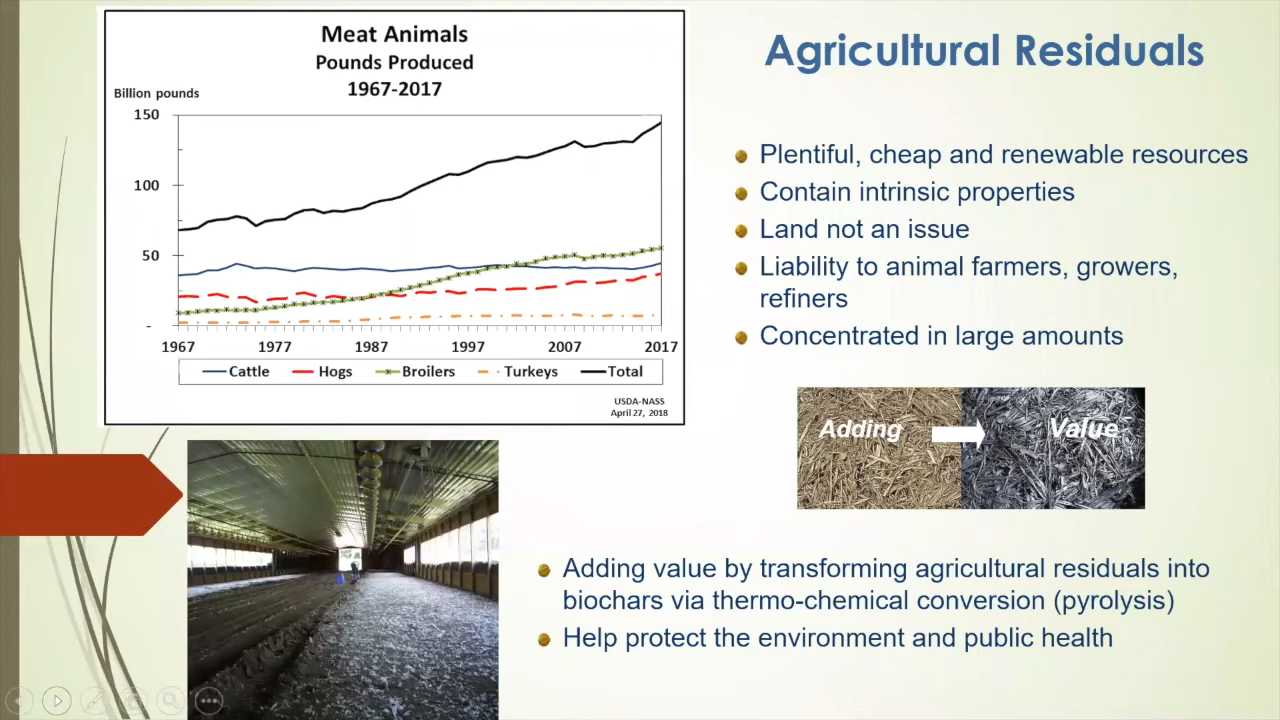 Meat Animals
Pounds Produced
1967-2017
Billion pounds
150
100
50
-
1967 1977 1987 1997 2007 2017
Cattle Hogs Broilers Turkeys Total
USDA-NASS
April 27, 2018
Agricultural Residuals
Plentiful, cheap and renewable resources
Contain intrinsic properties
Land not an issue
Liability to animal farmers, growers,
refiners
Concentrated in large amounts
Adding Value
Adding value by transforming agricultural residuals into
biochars via thermo-chemical conversion (pyrolysis)
Help protect the environment and public health